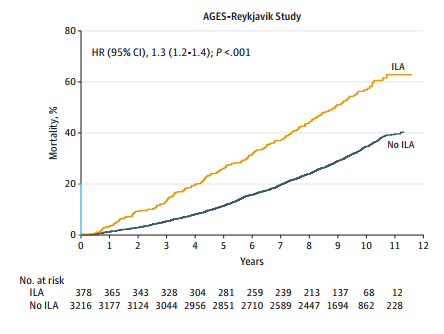 AGES-Reykjavik Study
80
HR (95% CI), 1.3 (1.2-1.4); P <.001
ILA
60
Mortality, %
40
No ILA
20
0
0 1 2 3 4 5 6 7 8 9 10 11 12
Years
No. at risk
ILA 378 365 343 328 304 281 259 239 213 137 68 12
No ILA 3216 3177 3124 3044 2956 2851 2710 2589 2447 1694 862 228